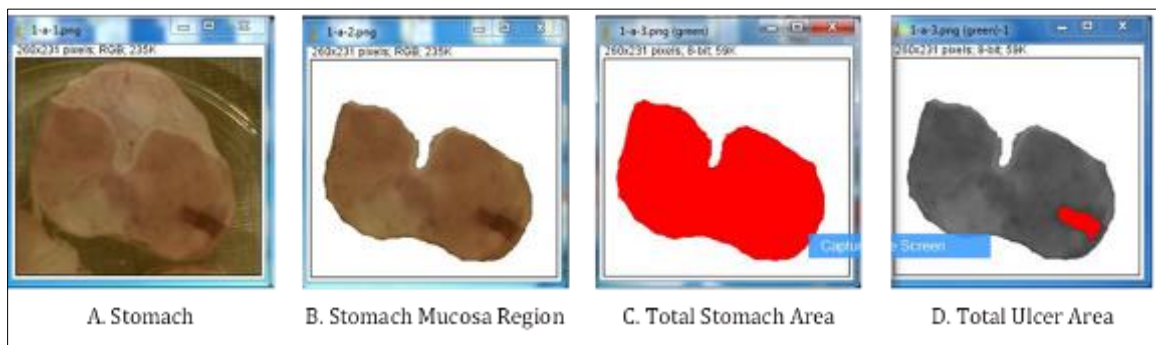 1-a-1.png
260x231 pixels; RGB; 235K
1-a-2.png
260x231 pixels; RGB; 235K
1-a-3.png (green)
260x231 pixels; 8-bit; 59K
1-a-3.png (green)-1
260x231 pixels; 8-bit; 59K
Screen
A. Stomach
B. Stomach Mucosa Region
C. Total Stomach Area
D. Total Ulcer Area